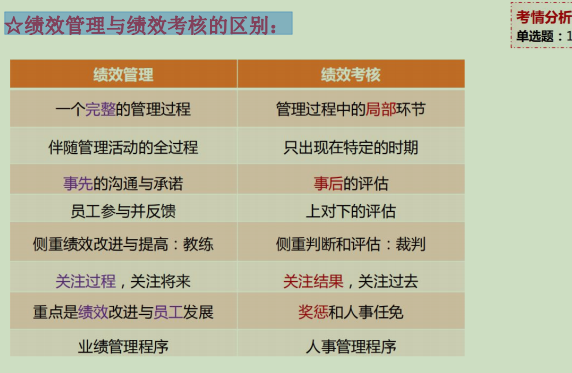 ☆绩效管理与绩效考核的区别：
考情分析
单选题：1
绩效管理 绩效考核
一个完整的管理过程 管理过程中的局部环节
伴随管理活动的全过程 只出现在特定的时期
事先的沟通与承诺 事后的评估
员工参与并反馈 上对下的评估
侧重绩效改进与提高：教练 侧重判断和评估：裁判
关注过程，关注将来 关注结果，关注过去
重点是绩效改进与员工发展 奖惩和人事任免
业绩管理程序 人事管理程序